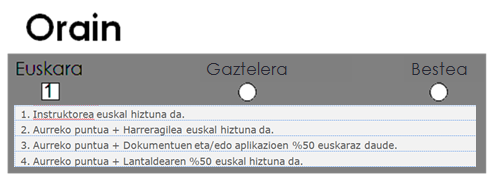 Orain
Euskara Gaztelera Bestea
1
1. Instruktorea euskal hiztuna da.
2. Aurreko puntua + Harreragilea euskal hiztuna da.
3. Aurreko puntua + Dokumentuen eta/edo aplikazioen %50 euskaraz daude.
4. Aurreko puntua + Lantaldearen %50 euskal hiztuna da.